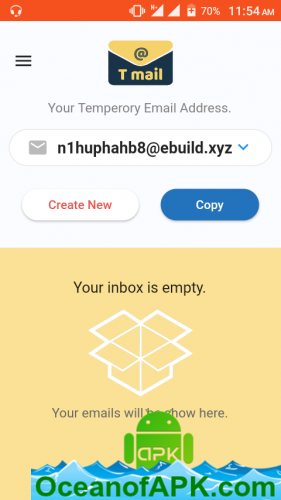 H+ 70% 11:54 AM
@
T mail
Your Temperory Email Address.
n1huphahb8@ebuild.xyz
Create New
Copy
Your inbox is empty.
Your emails will be show here.
APK
OceanofAPK.com